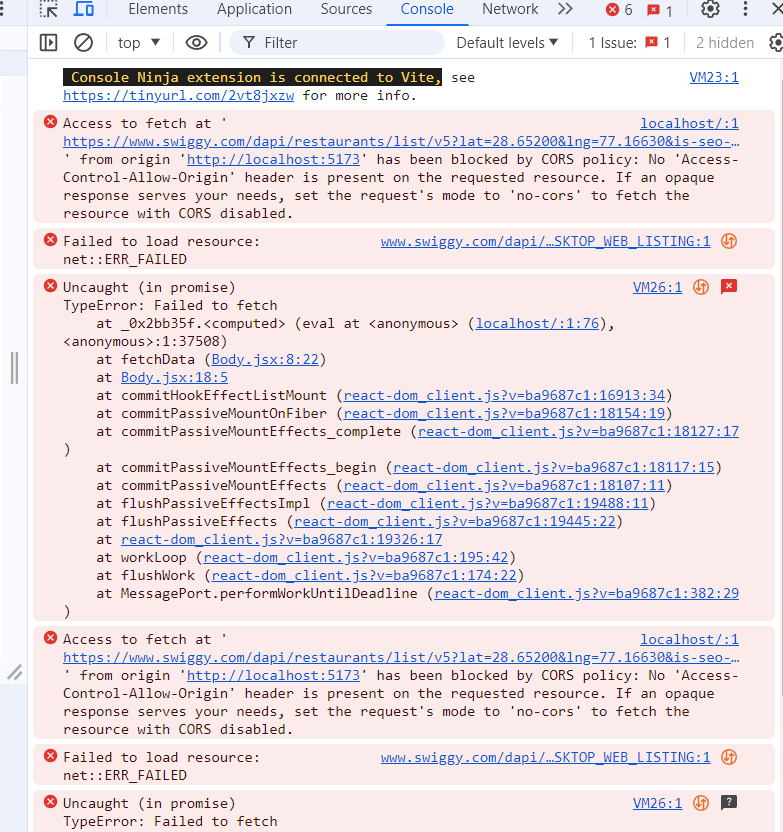 Elements Application Sources Console Network 6 1
top Filter Default levels 1 Issue: 1 2 hidden
Console Ninja extension is connected to Vite, see VM23:1
https://tinyurl.com/2vt8jxzw for more info.
Access to fetch at ' localhost/:1
https://www.swiggy.com/dapi/restaurants/list/v5?lat=28.65200&lng=77.16630&is-seo-…
' from origin 'http://localhost:5173' has been blocked by CORS policy: No 'Access-
Control-Allow-Origin' header is present on the requested resource. If an opaque
response serves your needs, set the request's mode to 'no-cors' to fetch the
resource with CORS disabled.
Failed to load resource: www.swiggy.com/dapi/…SKTOP_WEB_LISTING:1
net::ERR_FAILED
Uncaught (in promise) VM26:1
TypeError: Failed to fetch
at _0x2bb35f.<computed> (eval at <anonymous> (localhost/:1:76),
<anonymous>:1:37508)
at fetchData (Body.jsx:8:22)
at Body.jsx:18:5
at commitHookEffectListMount (react-dom_client.js?v=ba9687c1:16913:34)
at commitPassiveMountOnFiber (react-dom_client.js?v=ba9687c1:18154:19)
at commitPassiveMountEffects_complete (react-dom_client.js?v=ba9687c1:18127:17
)
at commitPassiveMountEffects_begin (react-dom_client.js?v=ba9687c1:18117:15)
at commitPassiveMountEffects (react-dom_client.js?v=ba9687c1:18107:11)
at flushPassiveEffectsImpl (react-dom_client.js?v=ba9687c1:19488:11)
at flushPassiveEffects (react-dom_client.js?v=ba9687c1:19445:22)
at react-dom_client.js?v=ba9687c1:19326:17
at workLoop (react-dom_client.js?v=ba9687c1:195:42)
at flushWork (react-dom_client.js?v=ba9687c1:174:22)
at MessagePort.performWorkUntilDeadline (react-dom_client.js?v=ba9687c1:382:29
)
Access to fetch at ' localhost/:1
https://www.swiggy.com/dapi/restaurants/list/v5?lat=28.65200&lng=77.16630&is-seo-…
' from origin 'http://localhost:5173' has been blocked by CORS policy: No 'Access-
Control-Allow-Origin' header is present on the requested resource. If an opaque
response serves your needs, set the request's mode to 'no-cors' to fetch the
resource with CORS disabled.
Failed to load resource: www.swiggy.com/dapi/…SKTOP_WEB_LISTING:1
net::ERR_FAILED
Uncaught (in promise) VM26:1
TypeError: Failed to fetch